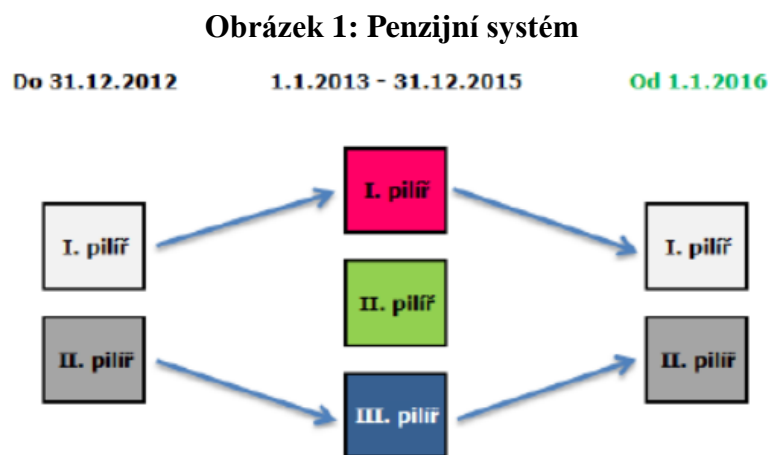 Obrázek 1: Penzijní systém
Do 31.12.2012 1.1.2013 - 31.12.2015 Od 1.1.2016
I. pilíř
I. pilíř
I. pilíř
II. pilíř
II. pilíř
II. pilíř
III. pilíř